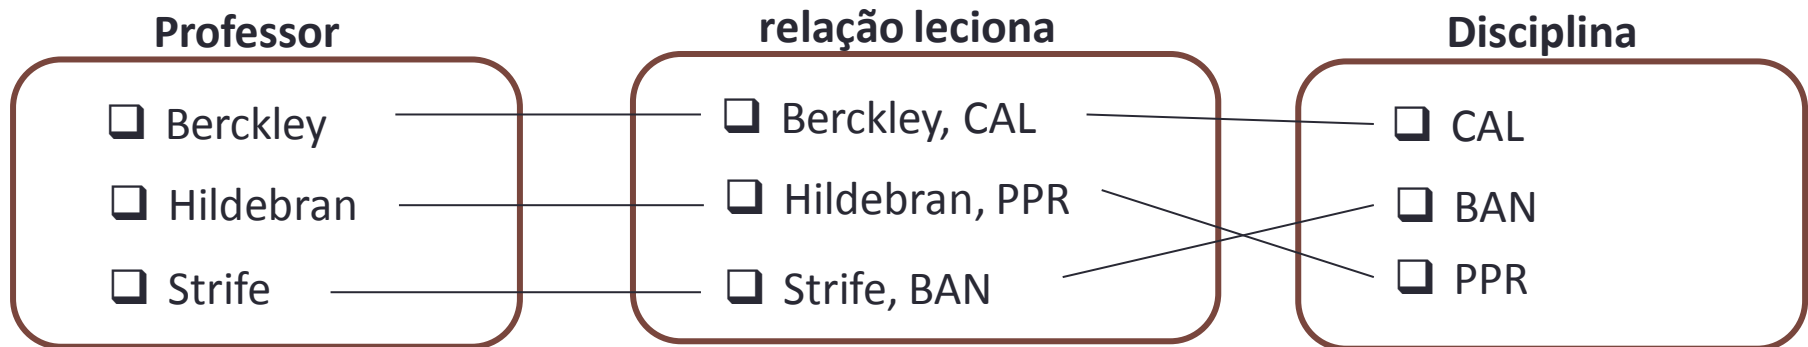 Professor
Berckley
Hildebran
Strife
relação leciona
Berckley, CAL
Hildebran, PPR
Strife, BAN
Disciplina
CAL
BAN
PPR